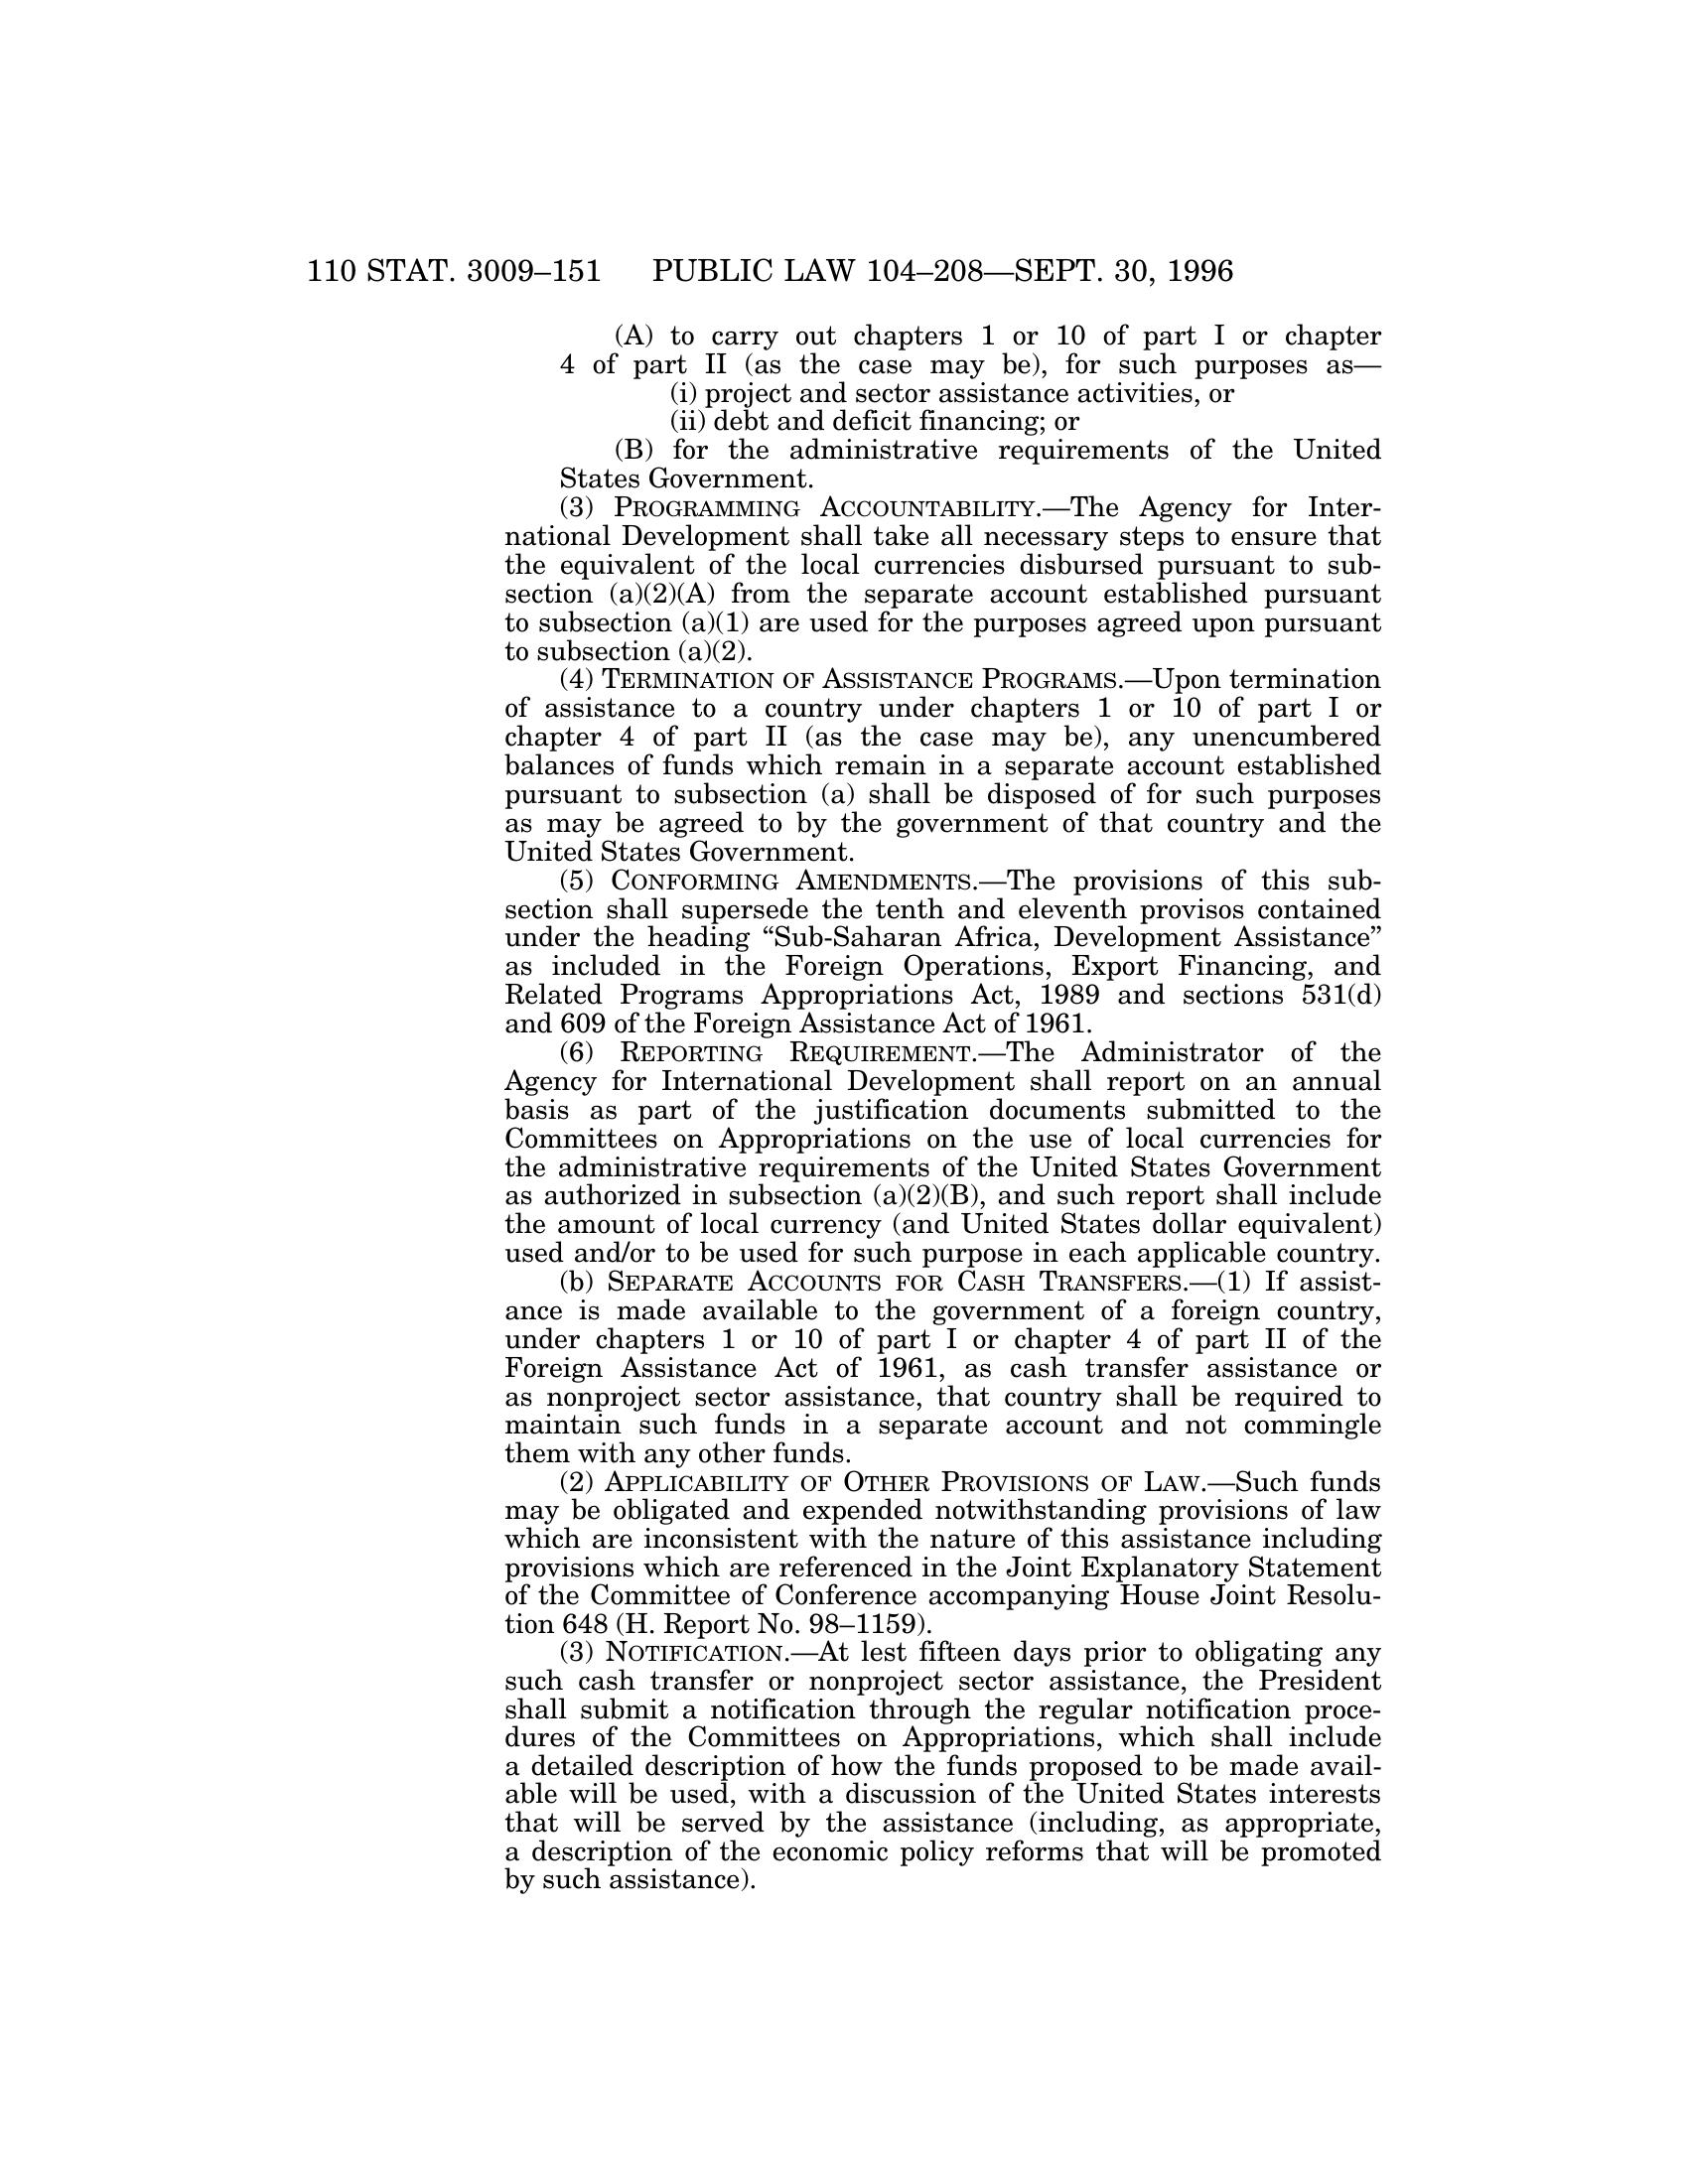 110 STAT. 3009–151 PUBLIC LAW 104–208—SEPT. 30, 1996
(A) to carry out chapters 1 or 10 of part I or chapter
4 of part II (as the case may be), for such purposes as—
(i) project and sector assistance activities, or
(ii) debt and deficit financing; or
(B) for the administrative requirements of the United
States Government.
(3) PROGRAMMING ACCOUNTABILITY.—The Agency for Inter-
national Development shall take all necessary steps to ensure that
the equivalent of the local currencies disbursed pursuant to sub-
section (a)(2)(A) from the separate account established pursuant
to subsection (a)(1) are used for the purposes agreed upon pursuant
to subsection (a)(2).
(4) TERMINATION OF ASSISTANCE PROGRAMS.—Upon termination
of assistance to a country under chapters 1 or 10 of part I or
chapter 4 of part II (as the case may be), any unencumbered
balances of funds which remain in a separate account established
pursuant to subsection (a) shall be disposed of for such purposes
as may be agreed to by the government of that country and the
United States Government.
(5) CONFORMING AMENDMENTS.—The provisions of this sub-
section shall supersede the tenth and eleventh provisos contained
under the heading “Sub-Saharan Africa, Development Assistance”
as included in the Foreign Operations, Export Financing, and
Related Programs Appropriations Act, 1989 and sections 531(d)
and 609 of the Foreign Assistance Act of 1961.
(6) REPORTING REQUIREMENT.—The Administrator of the
Agency for International Development shall report on an annual
basis as part of the justification documents submitted to the
Committees on Appropriations on the use of local currencies for
the administrative requirements of the United States Government
as authorized in subsection (a)(2)(B), and such report shall include
the amount of local currency (and United States dollar equivalent)
used and/or to be used for such purpose in each applicable country.
(b) SEPARATE ACCOUNTS FOR CASH TRANSFERS.—(1) If assist-
ance is made available to the government of a foreign country,
under chapters 1 or 10 of part I or chapter 4 of part II of the
Foreign Assistance Act of 1961, as cash transfer assistance or
as nonproject sector assistance, that country shall be required to
maintain such funds in a separate account and not commingle
them with any other funds.
(2) APPLICABILITY OF OTHER PROVISIONS OF LAW.—Such funds
may be obligated and expended notwithstanding provisions of law
which are inconsistent with the nature of this assistance including
provisions which are referenced in the Joint Explanatory Statement
of the Committee of Conference accompanying House Joint Resolu-
tion 648 (H. Report No. 98–1159).
(3) NOTIFICATION.—At lest fifteen days prior to obligating any
such cash transfer or nonproject sector assistance, the President
shall submit a notification through the regular notification proce-
dures of the Committees on Appropriations, which shall include
a detailed description of how the funds proposed to be made avail-
able will be used, with a discussion of the United States interests
that will be served by the assistance (including, as appropriate,
a description of the economic policy reforms that will be promoted
by such assistance).